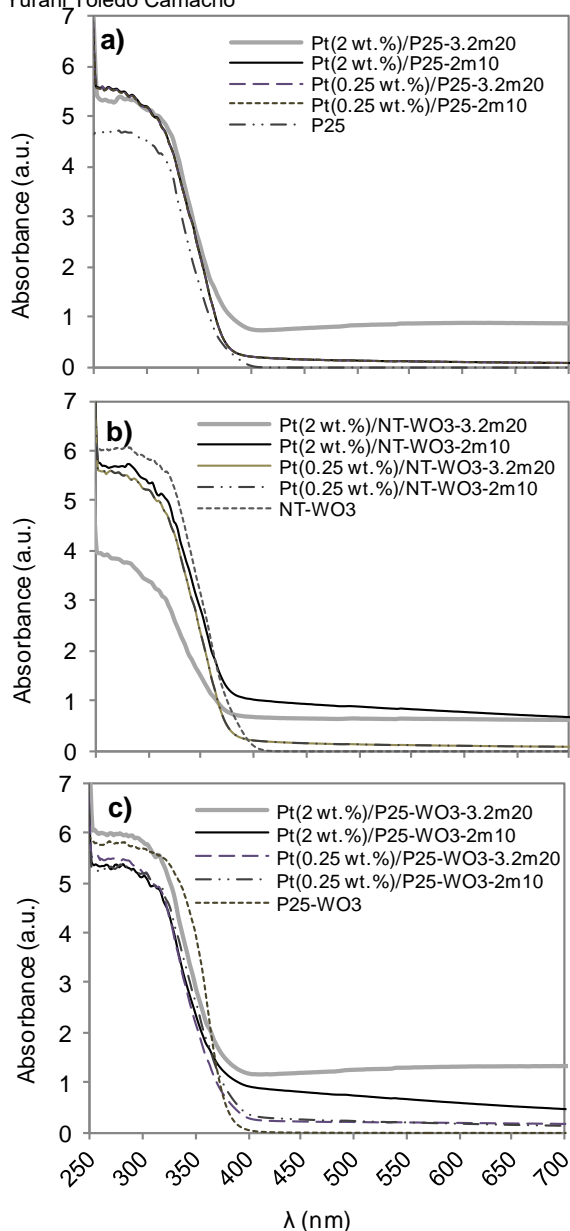 Yurani Toledo Camacho
a)
Absorbance (a.u.)
7
6
5
4
3
2
1
0
Pt(2 wt.%)/P25-3.2m20
Pt(2 wt.%)/P25-2m10
Pt(0.25 wt.%)/P25-3.2m20
Pt(0.25 wt.%)/P25-2m10
P25
b)
Absorbance (a.u.)
7
6
5
4
3
2
1
0
Pt(2 wt.%)/NT-WO3-3.2m20
Pt(2 wt.%)/NT-WO3-2m10
Pt(0.25 wt.%)/NT-WO3-3.2m20
Pt(0.25 wt.%)/NT-WO3-2m10
NT-WO3
c)
Absorbance (a.u.)
7
6
5
4
3
2
1
0
Pt(2 wt.%)/P25-WO3-3.2m20
Pt(2 wt.%)/P25-WO3-2m10
Pt(0.25 wt.%)/P25-WO3-3.2m20
Pt(0.25 wt.%)/P25-WO3-2m10
P25-WO3
250 300 350 400 450 500 550 600 650 700
λ (nm)